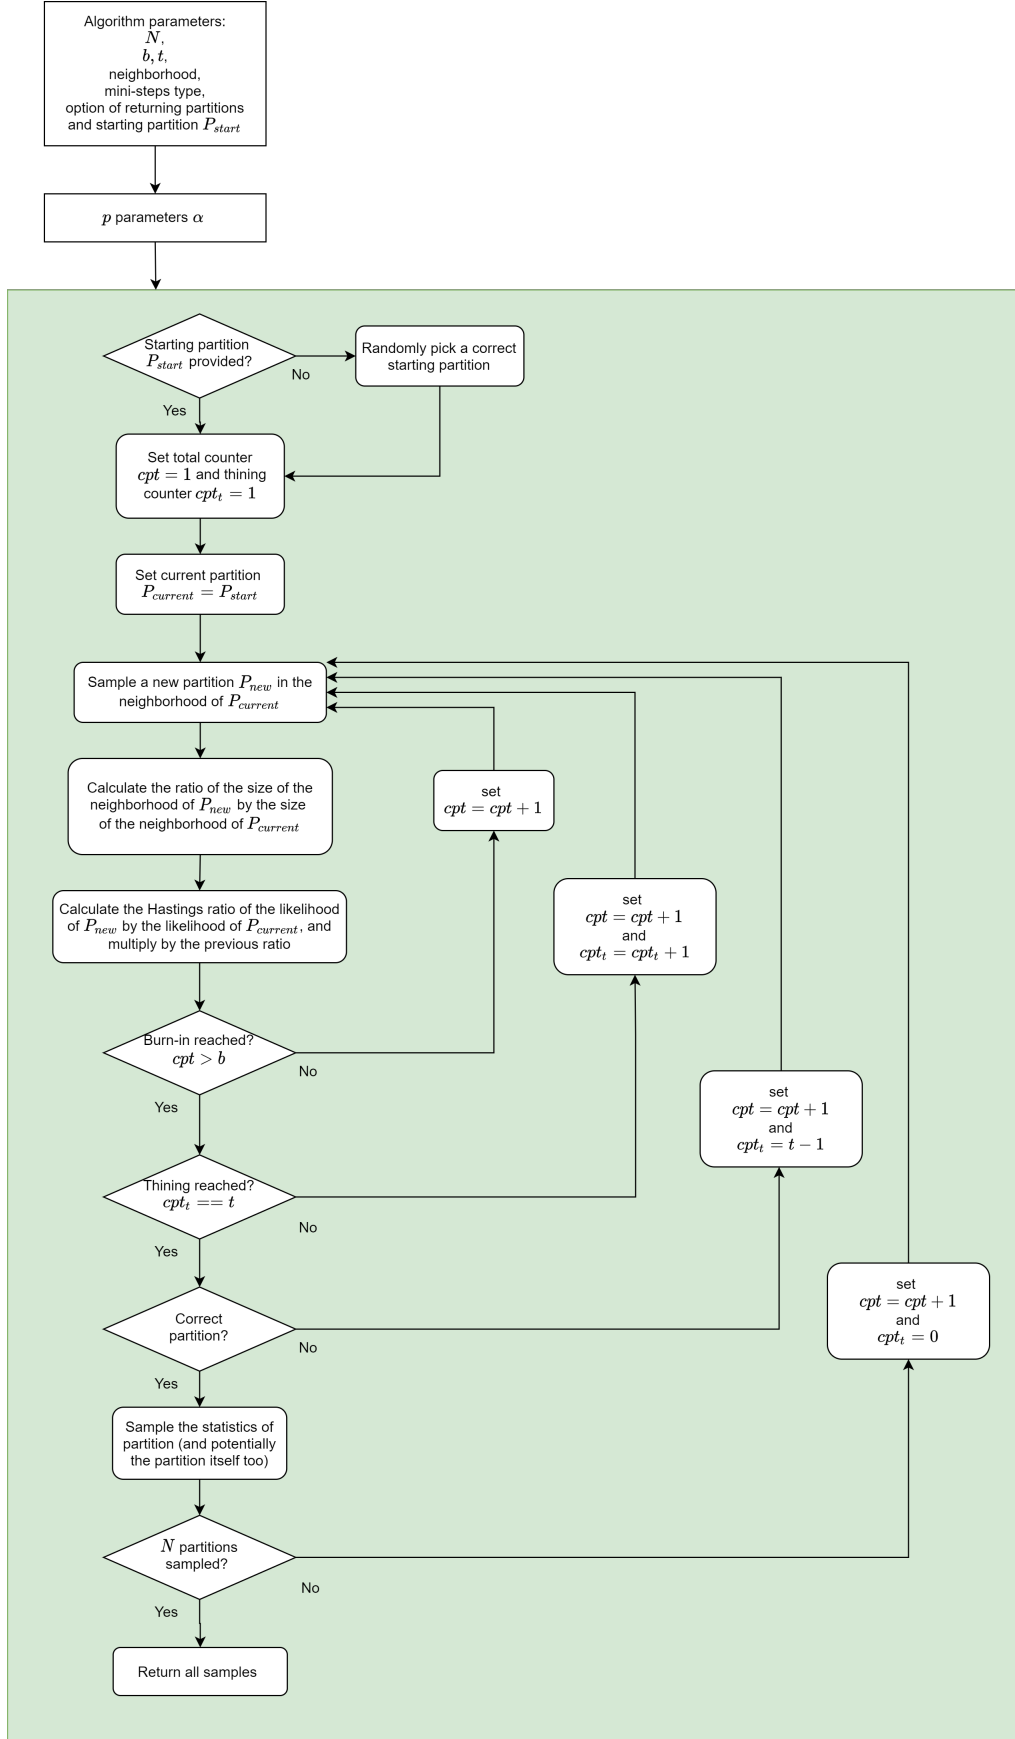 Algorithm parameters:
N,
b, t,
neighborhood,
mini-steps type,
option of returning partitions
and starting partition P_start
p parameters α
Starting partition
P_start provided?
No
Randomly pick a correct
starting partition
Yes
Set total counter
cpt = 1 and thining
counter cpt_t = 1
Set current partition
P_current = P_start
Sample a new partition P_new in the
neighborhood of P_current
Calculate the ratio of the size of the
neighborhood of P_new by the size
of the neighborhood of P_current
set
cpt = cpt + 1
Calculate the Hastings ratio of the likelihood
of P_new by the likelihood of P_current, and
multiply by the previous ratio
set
cpt = cpt + 1
and
cpt_t = cpt_t + 1
Burn-in reached?
cpt > b
No
Yes
set
cpt = cpt + 1
and
cpt_t = t − 1
Thining reached?
cpt_t == t
No
Yes
Correct
partition?
No
Yes
set
cpt = cpt + 1
and
cpt_t = 0
Sample the statistics of
partition (and potentially
the partition itself too)
N partitions
sampled?
No
Yes
Return all samples